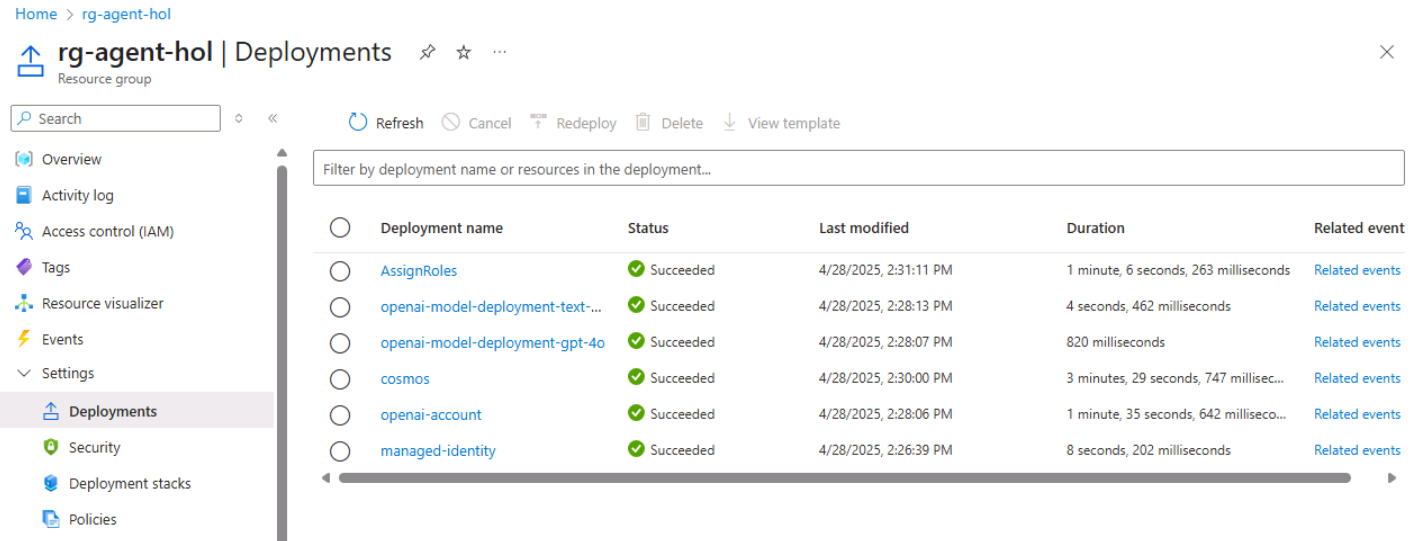 Home > rg-agent-hol
rg-agent-hol | Deployments ...
Resource group
Search
Refresh Cancel Redeploy Delete View template
Overview
Activity log
Access control (IAM)
Tags
Resource visualizer
Events
Settings
Deployments
Security
Deployment stacks
Policies
Filter by deployment name or resources in the deployment...
Deployment name Status Last modified Duration Related event
AssignRoles Succeeded 4/28/2025, 2:31:11 PM 1 minute, 6 seconds, 263 milliseconds Related events
openai-model-deployment-text-... Succeeded 4/28/2025, 2:28:13 PM 4 seconds, 462 milliseconds Related events
openai-model-deployment-gpt-4o Succeeded 4/28/2025, 2:28:07 PM 820 milliseconds Related events
cosmos Succeeded 4/28/2025, 2:30:00 PM 3 minutes, 29 seconds, 747 millisec... Related events
openai-account Succeeded 4/28/2025, 2:28:06 PM 1 minute, 35 seconds, 642 milliseco... Related events
managed-identity Succeeded 4/28/2025, 2:26:39 PM 8 seconds, 202 milliseconds Related events